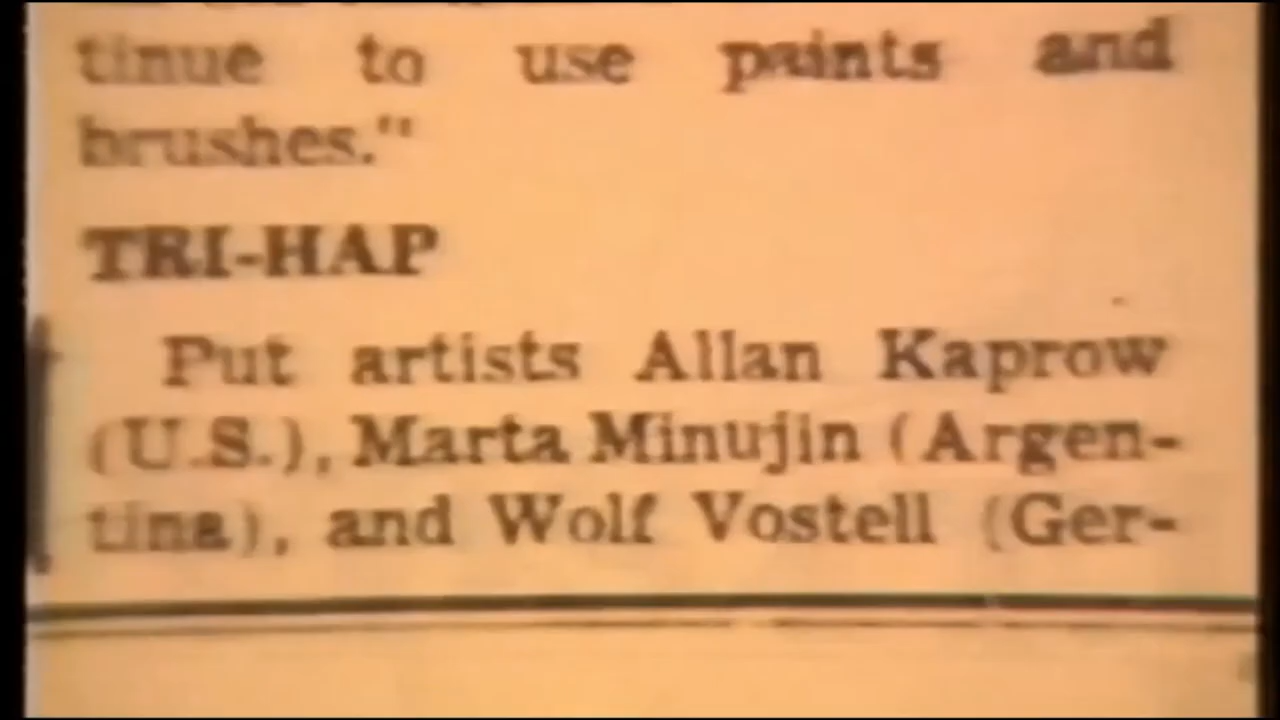 tinue to use paints and
brushes."
TRI-HAP
Put artists Allan Kaprow
(U.S.), Marta Minujin (Argen-
tina), and Wolf Vostell (Ger-